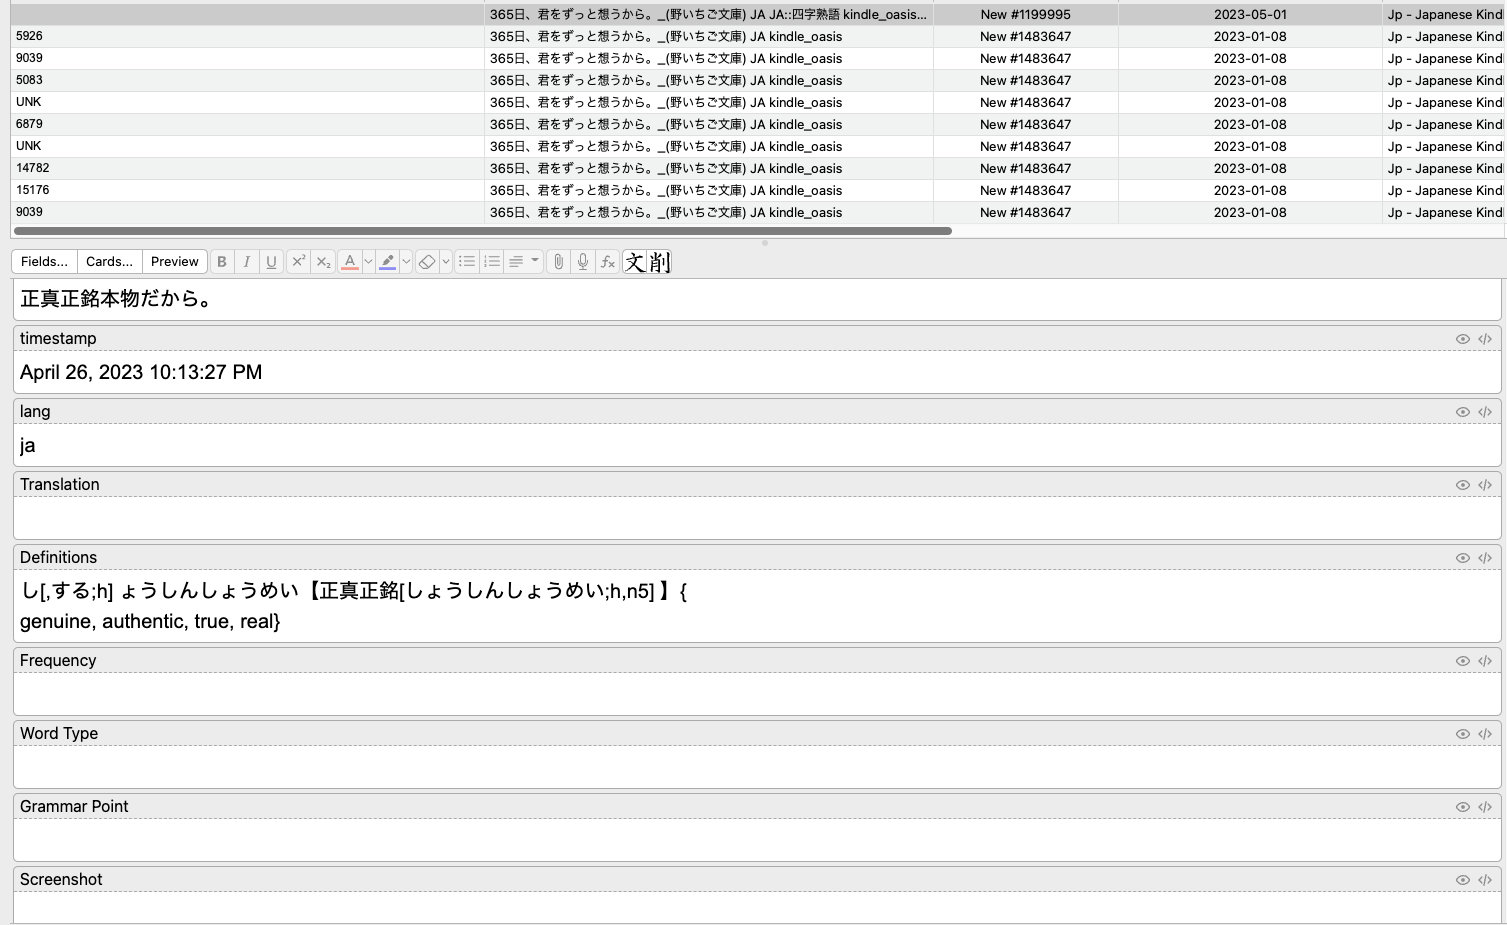 365日、君をずっと想うから。_(野いちご文庫) JA JA::四字熟語 kindle_oasis... New #1199995 2023-05-01 Jp - Japanese Kindl
5926 365日、君をずっと想うから。_(野いちご文庫) JA kindle_oasis New #1483647 2023-01-08 Jp - Japanese Kindl
9039 365日、君をずっと想うから。_(野いちご文庫) JA kindle_oasis New #1483647 2023-01-08 Jp - Japanese Kindl
5083 365日、君をずっと想うから。_(野いちご文庫) JA kindle_oasis New #1483647 2023-01-08 Jp - Japanese Kindl
UNK 365日、君をずっと想うから。_(野いちご文庫) JA kindle_oasis New #1483647 2023-01-08 Jp - Japanese Kindl
6879 365日、君をずっと想うから。_(野いちご文庫) JA kindle_oasis New #1483647 2023-01-08 Jp - Japanese Kindl
UNK 365日、君をずっと想うから。_(野いちご文庫) JA kindle_oasis New #1483647 2023-01-08 Jp - Japanese Kindl
14782 365日、君をずっと想うから。_(野いちご文庫) JA kindle_oasis New #1483647 2023-01-08 Jp - Japanese Kindl
15176 365日、君をずっと想うから。_(野いちご文庫) JA kindle_oasis New #1483647 2023-01-08 Jp - Japanese Kindl
9039 365日、君をずっと想うから。_(野いちご文庫) JA kindle_oasis New #1483647 2023-01-08 Jp - Japanese Kindl
Fields... Cards... Preview B I U X² X₂ A fx 文削
正真正銘本物だから。
timestamp
April 26, 2023 10:13:27 PM
lang
ja
Translation
Definitions
し[,する;h] ょうしんしょうめい【正真正銘[しょうしんしょうめい;h,n5] 】{
genuine, authentic, true, real}
Frequency
Word Type
Grammar Point
Screenshot